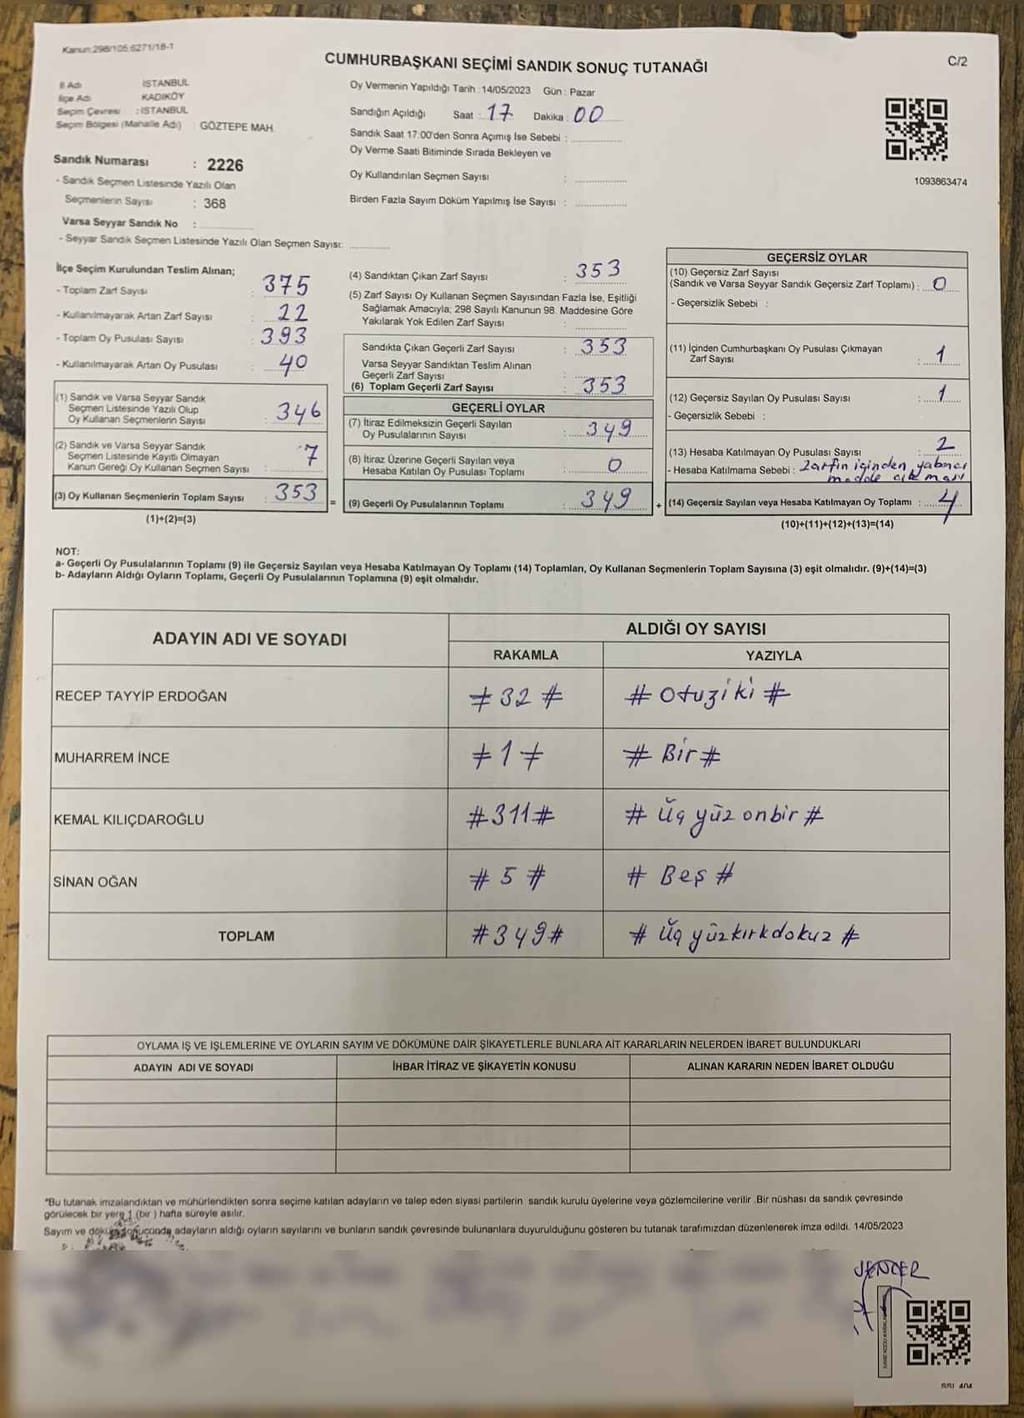 Kanun:298/105.6271/18-1
CUMHURBAŞKANI SEÇİMİ SANDIK SONUÇ TUTANAĞI
C/2
İl Adı İSTANBUL
İlçe Adı KADIKÖY
Seçim Çevresi : İSTANBUL
Seçim Bölgesi (Mahalle Adı) GÖZTEPE MAH.
Oy Vermenin Yapıldığı Tarih :14/05/2023 Gün : Pazar
Sandığın Açıldığı Saat : 17 Dakika : 00
Sandık Saat 17:00'den Sonra Açımış İse Sebebi :
Oy Verme Saati Bitiminde Sırada Bekleyen ve
Oy Kullandırılan Seçmen Sayısı :
Birden Fazla Sayım Döküm Yapılmış İse Sayısı :
1093863474
Sandık Numarası : 2226
- Sandık Seçmen Listesinde Yazılı Olan
Seçmenlerin Sayısı : 368
Varsa Seyyar Sandık No :
- Seyyar Sandık Seçmen Listesinde Yazılı Olan Seçmen Sayısı:
İlçe Seçim Kurulundan Teslim Alınan;
- Toplam Zarf Sayısı : 375
- Kullanılmayarak Artan Zarf Sayısı : 22
- Toplam Oy Pusulası Sayısı : 393
- Kullanılmayarak Artan Oy Pusulası : 40
(1) Sandık ve Varsa Seyyar Sandık
Seçmen Listesinde Yazılı Olup
Oy Kullanan Seçmenlerin Sayısı : 346
(2) Sandık ve Varsa Seyyar Sandık
Seçmen Listesinde Kayıtlı Olmayan
Kanun Gereği Oy Kullanan Seçmen Sayısı : 7
(3) Oy Kullanan Seçmenlerin Toplam Sayısı : 353 =
(1)+(2)=(3)
(4) Sandıktan Çıkan Zarf Sayısı : 353
(5) Zarf Sayısı Oy Kullanan Seçmen Sayısından Fazla İse, Eşitliği
Sağlamak Amacıyla; 298 Sayılı Kanunun 98. Maddesine Göre
Yakılarak Yok Edilen Zarf Sayısı :
Sandıkta Çıkan Geçerli Zarf Sayısı : 353
Varsa Seyyar Sandıktan Teslim Alınan
Geçerli Zarf Sayısı :
(6) Toplam Geçerli Zarf Sayısı : 353
GEÇERLİ OYLAR
(7) İtiraz Edilmeksizin Geçerli Sayılan
Oy Pusulalarının Sayısı : 349
(8) İtiraz Üzerine Geçerli Sayılan veya
Hesaba Katılan Oy Pusulası Toplamı : 0
(9) Geçerli Oy Pusulalarının Toplamı : 349 +
GEÇERSİZ OYLAR
(10) Geçersiz Zarf Sayısı
(Sandık ve Varsa Seyyar Sandık Geçersiz Zarf Toplamı) : 0
- Geçersizlik Sebebi :
(11) İçinden Cumhurbaşkanı Oy Pusulası Çıkmayan
Zarf Sayısı : 1
(12) Geçersiz Sayılan Oy Pusulası Sayısı : 1
- Geçersizlik Sebebi :
(13) Hesaba Katılmayan Oy Pusulası Sayısı : 2
- Hesaba Katılmama Sebebi : Zarfın içinden yabancı
madde çıkması
(14) Geçersiz Sayılan veya Hesaba Katılmayan Oy Toplamı : 4
(10)+(11)+(12)+(13)=(14)
NOT:
a- Geçerli Oy Pusulalarının Toplamı (9) ile Geçersiz Sayılan veya Hesaba Katılmayan Oy Toplamı (14) Toplamları, Oy Kullanan Seçmenlerin Toplam Sayısına (3) eşit olmalıdır. (9)+(14)=(3)
b- Adayların Aldığı Oyların Toplamı, Geçerli Oy Pusulalarının Toplamına (9) eşit olmalıdır.
ADAYIN ADI VE SOYADI ALDIĞI OY SAYISI
RAKAMLA YAZIYLA
RECEP TAYYİP ERDOĞAN # 32 # # Otuziki #
MUHARREM İNCE # 1 # # Bir #
KEMAL KILIÇDAROĞLU # 311 # # Üç yüz onbir #
SİNAN OĞAN # 5 # # Beş #
TOPLAM # 349 # # Üç yüzkırkdokuz #
OYLAMA İŞ VE İŞLEMLERİNE VE OYLARIN SAYIM VE DÖKÜMÜNE DAİR ŞİKAYETLERLE BUNLARA AİT KARARLARIN NELERDEN İBARET BULUNDUKLARI
ADAYIN ADI VE SOYADI İHBAR İTİRAZ VE ŞİKAYETİN KONUSU ALINAN KARARIN NEDEN İBARET OLDUĞU
*Bu tutanak imzalandıktan ve mühürlendikten sonra seçime katılan adayların ve talep eden siyasi partilerin sandık kurulu üyelerine veya gözlemcilerine verilir .Bir nüshası da sandık çevresinde
görülecek bir yere 1 (bir ) hafta süreyle asılır.
Sayım ve döküm sonucunda adayların aldığı oyların sayılarını ve bunların sandık çevresinde bulunanlara duyurulduğunu gösteren bu tutanak tarafımızdan düzenlenerek imza edildi. 14/05/2023